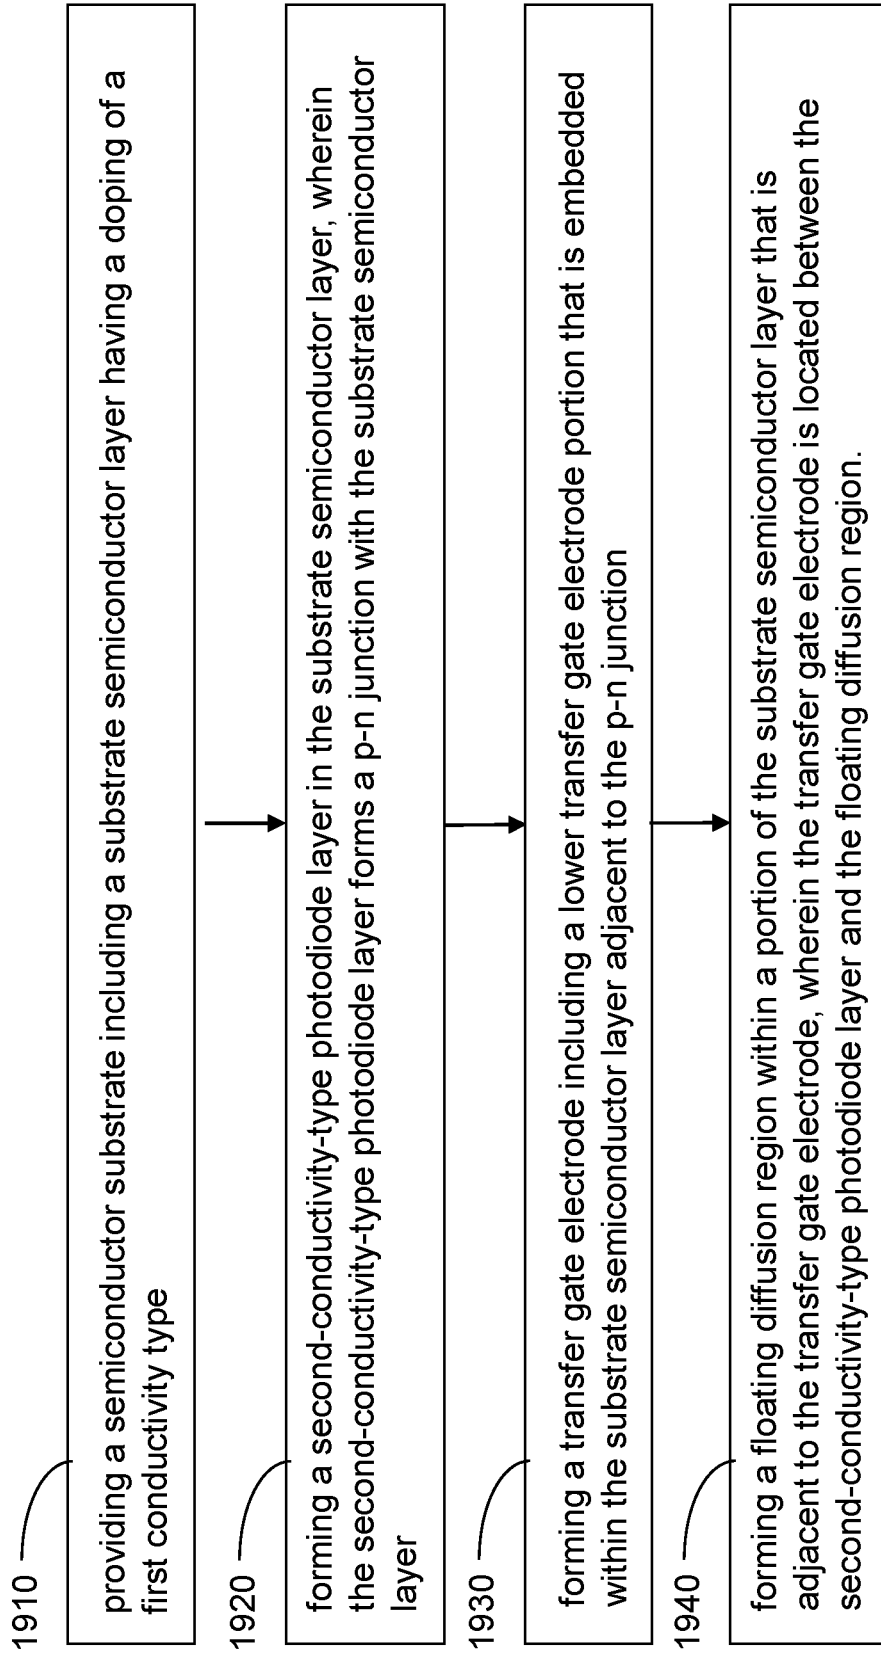 1910
providing a semiconductor substrate including a substrate semiconductor layer having a doping of a
first conductivity type
1920
forming a second-conductivity-type photodiode layer in the substrate semiconductor layer, wherein
the second-conductivity-type photodiode layer forms a p-n junction with the substrate semiconductor
layer
1930
forming a transfer gate electrode including a lower transfer gate electrode portion that is embedded
within the substrate semiconductor layer adjacent to the p-n junction
1940
forming a floating diffusion region within a portion of the substrate semiconductor layer that is
adjacent to the transfer gate electrode, wherein the transfer gate electrode is located between the
second-conductivity-type photodiode layer and the floating diffusion region.